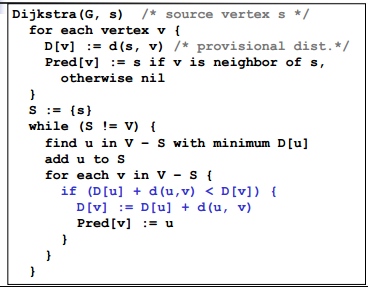 Dijkstra(G, s)  /* source vertex s */
  for each vertex v {
    D[v] := d(s, v) /* provisional dist.*/
    Pred[v] := s if v is neighbor of s,
      otherwise nil
  }
  S := {s}
  while (S != V) {
    find u in V - S with minimum D[u]
    add u to S
    for each v in V - S {
      if (D[u] + d(u,v) < D[v]) {
        D[v] := D[u] + d(u, v)
        Pred[v] := u
      }
    }
  }